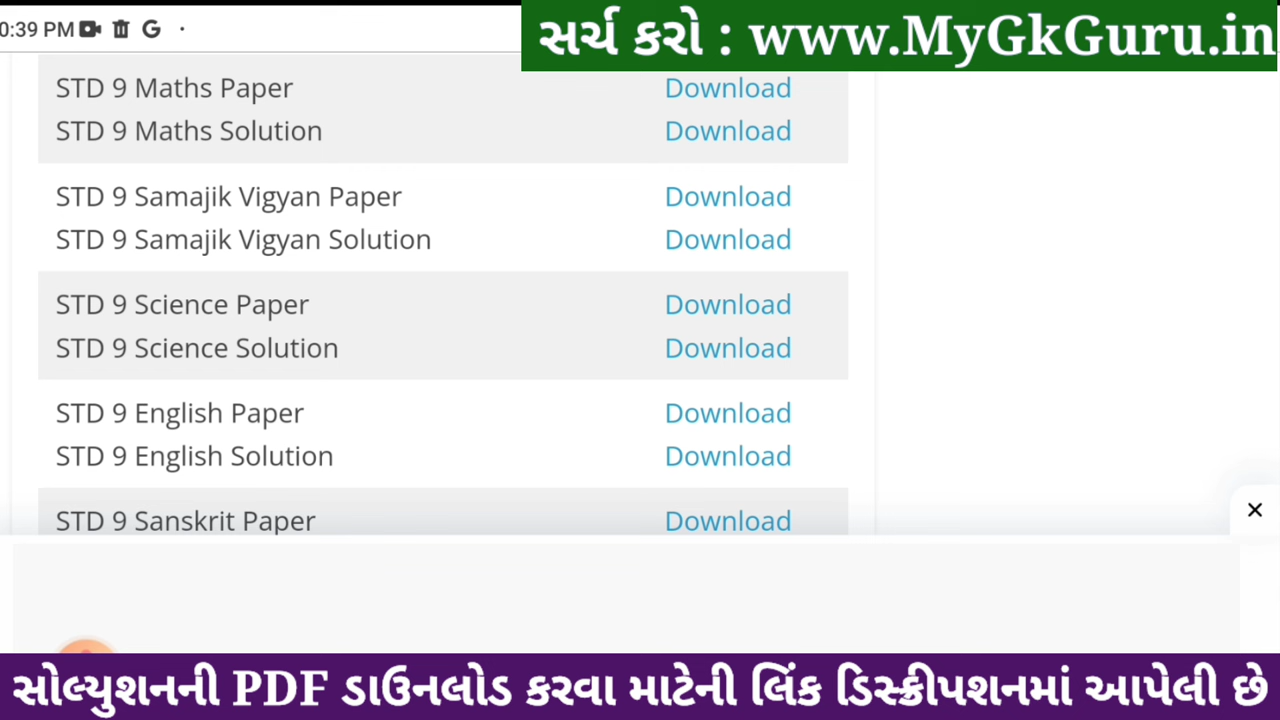 0:39 PM
સર્ચ કરો : www.MyGkGuru.in
STD 9 Maths Paper Download
STD 9 Maths Solution Download
STD 9 Samajik Vigyan Paper Download
STD 9 Samajik Vigyan Solution Download
STD 9 Science Paper Download
STD 9 Science Solution Download
STD 9 English Paper Download
STD 9 English Solution Download
STD 9 Sanskrit Paper Download
સોલ્યુશનની PDF ડાઉનલોડ કરવા માટેની લિંક ડિસ્ક્રીપશનમાં આપેલી છે